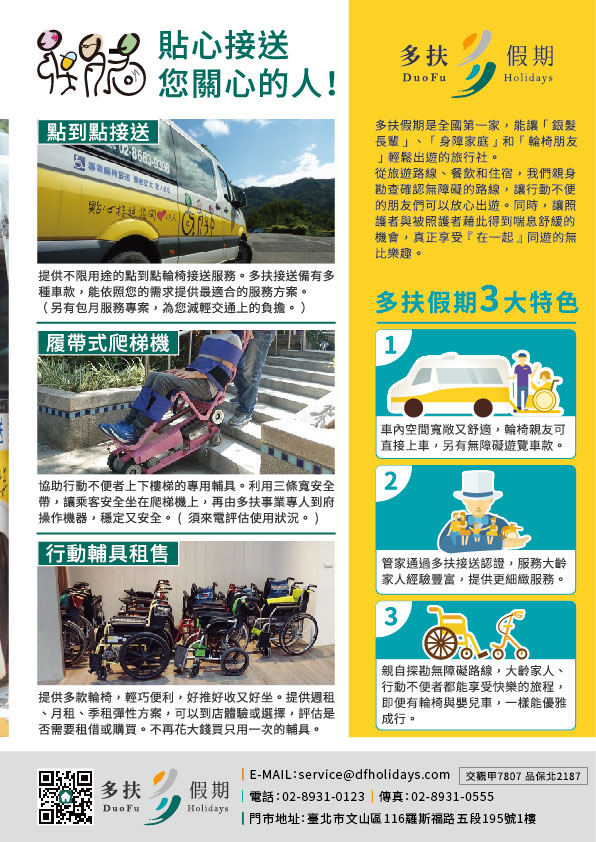 貼心接送
您關心的人!
點到點接送
02-8663-9398
點心接送 恁同
多扶
提供不限用途的點到點輪椅接送服務。多扶接送備有多
種車款,能依照您的需求提供最適合的服務方案。
(另有包月服務專案,為您減輕交通上的負擔。)
履帶式爬梯機
協助行動不便者上下樓梯的專用輔具。利用三條寬安全
帶,讓乘客安全坐在爬梯機上,再由多扶事業專人到府
操作機器,穩定又安全。( 須來電評估使用狀況。)
行動輔具租售
提供多款輪椅,輕巧便利,好推好收又好坐。提供週租
、月租、季租彈性方案,可以到店體驗或選擇,評估是
否需要租借或購買。不再花大錢買只用一次的輔具。
多扶 假期
DuoFu Holidays
多扶假期是全國第一家,能讓「銀髮
長輩」、「身障家庭」和「輪椅朋友
」輕鬆出遊的旅行社。
從旅遊路線、餐飲和住宿,我們親身
勘查確認無障礙的路線,讓行動不便
的朋友們可以放心出遊。同時,讓照
護者與被照護者藉此得到喘息舒緩的
機會,真正享受『在一起』同遊的無
比樂趣。
多扶假期3大特色
1
車內空間寬敞又舒適,輪椅親友可
直接上車,另有無障礙遊覽車款。
2
管家通過多扶接送認證,服務大齡
家人經驗豐富,提供更細緻服務。
3
親自探勘無障礙路線,大齡家人、
行動不便者都能享受快樂的旅程,
即便有輪椅與嬰兒車,一樣能優雅
成行。
多扶 假期
DuoFu Holidays
E-MAIL:service@dfholidays.com 交觀甲7807 品保北2187
電話:02-8931-0123 傳真:02-8931-0555
門市地址:臺北市文山區116羅斯福路五段195號1樓